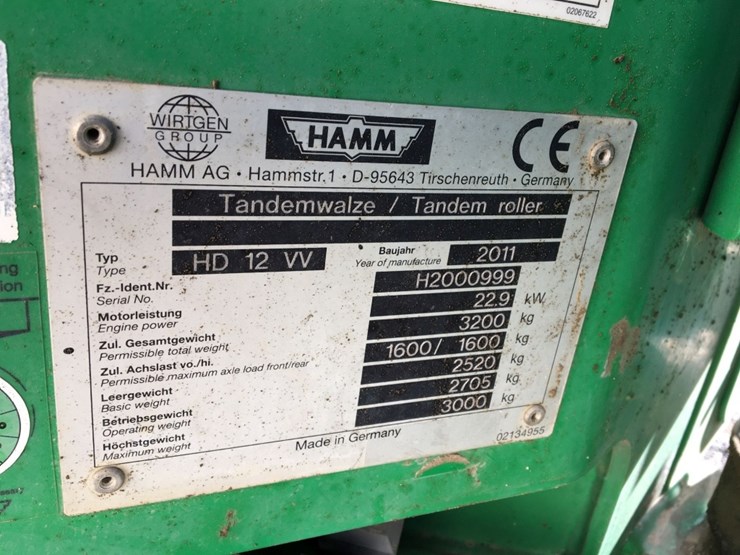 02067622
WIRTGEN
GROUP
HAMM
CE
HAMM AG • Hammstr.1 • D-95643 Tirschenreuth • Germany
Tandemwalze / Tandem roller
Typ
Type
HD 12 VV
Baujahr
Year of manufacture
2011
Fz.-Ident.Nr.
Serial No.
H2000999
Motorleistung
Engine power
22.9 kW
Zul. Gesamtgewicht
Permissible total weight
3200 kg
Zul. Achslast vo./hi.
Permissible maximum axle load front/rear
1600/ 1600 kg
Leergewicht
Basic weight
2520 kg
Betriebsgewicht
Operating weight
2705 kg
Höchstgewicht
Maximum weight
3000 kg
Made in Germany
02134955